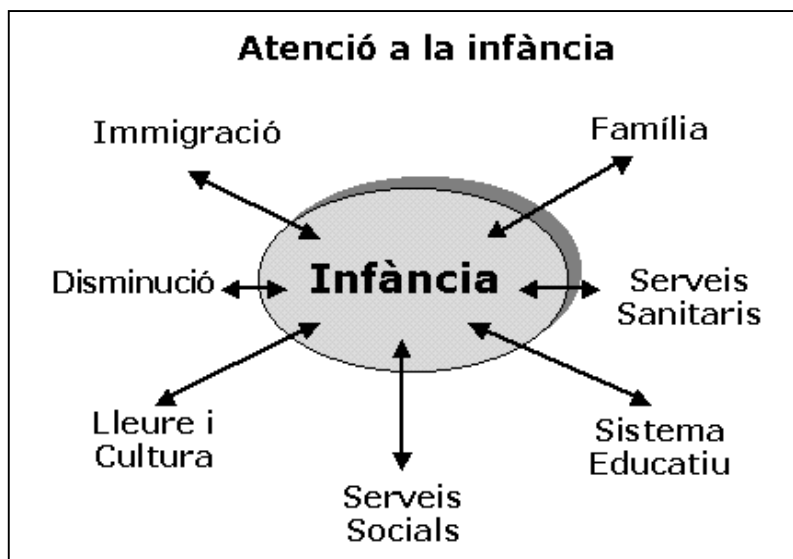 Atenció a la infància
Immigració
Família
Disminució
Infància
Serveis
Sanitaris
Lleure i
Cultura
Sistema
Educatiu
Serveis
Socials